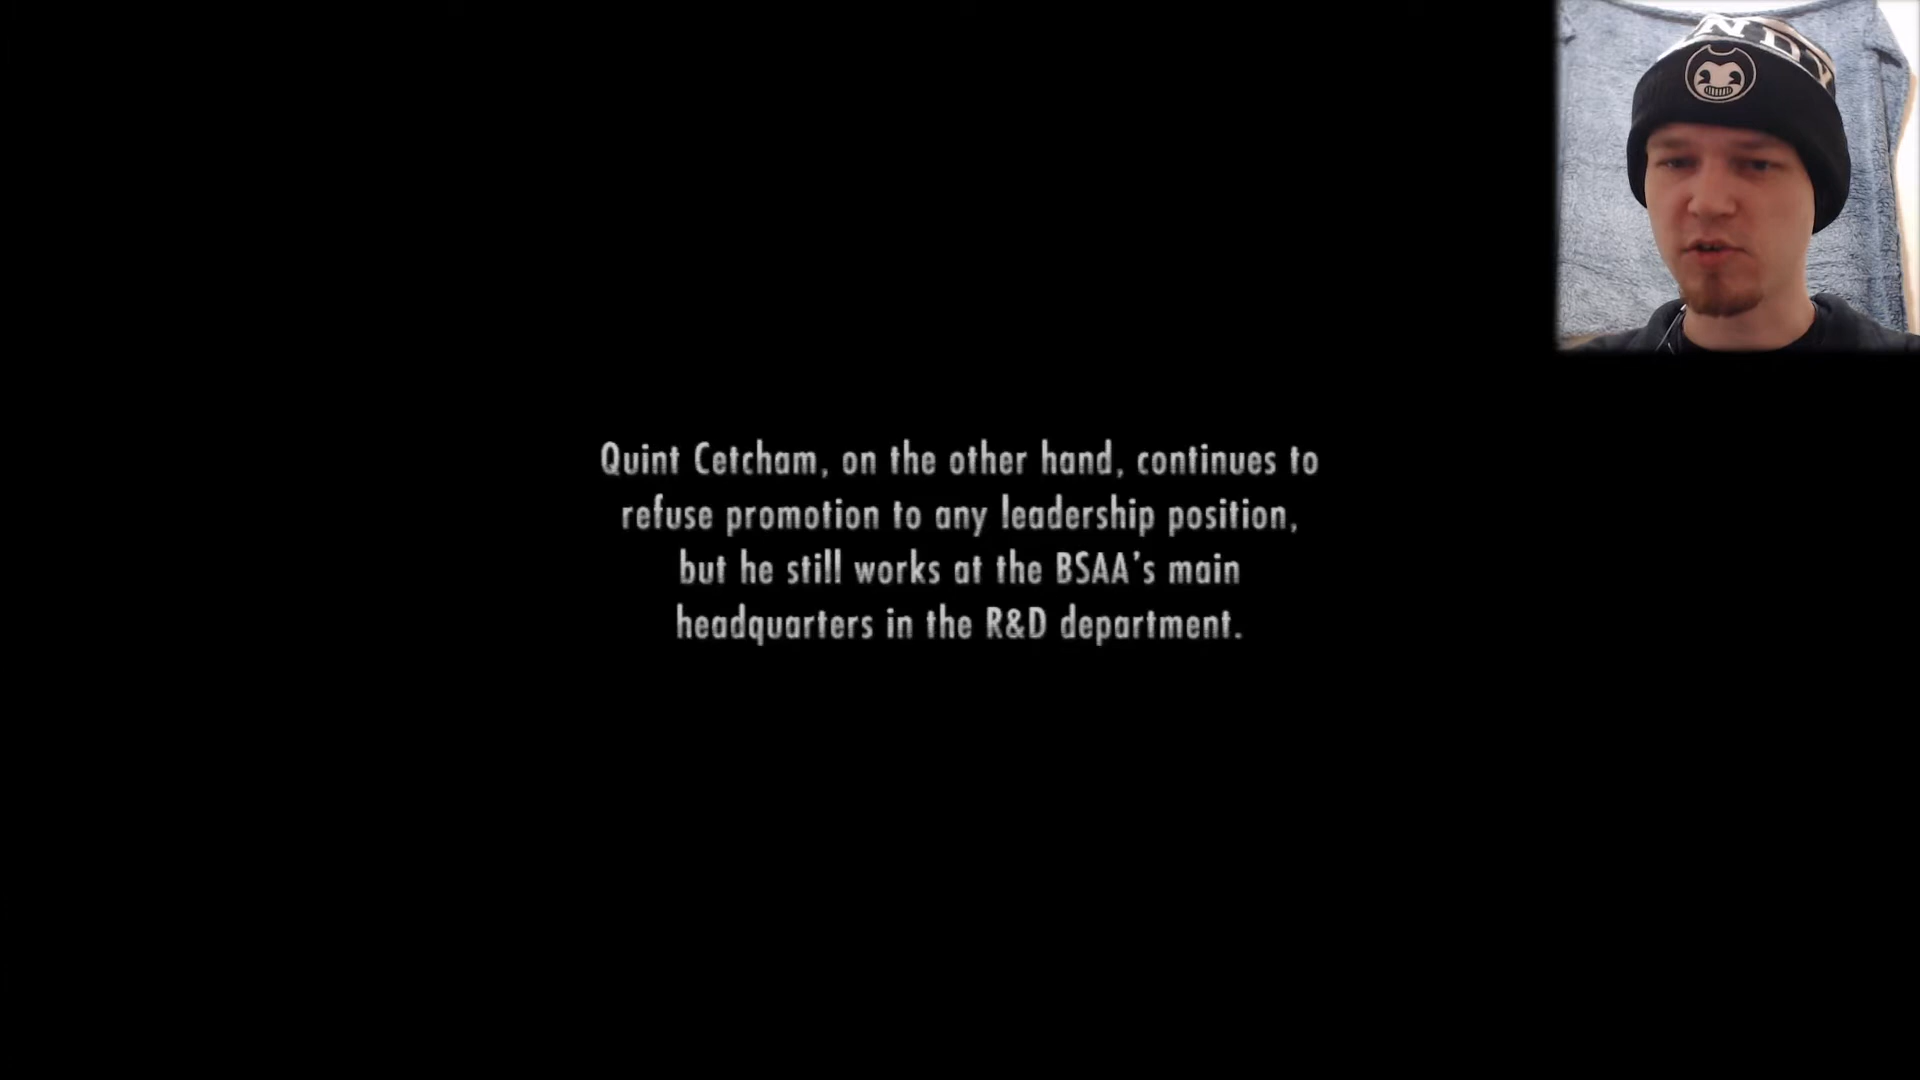 NDY
Quint Cetcham, on the other hand, continues to
refuse promotion to any leadership position,
but he still works at the BSAA's main
headquarters in the R&D department.